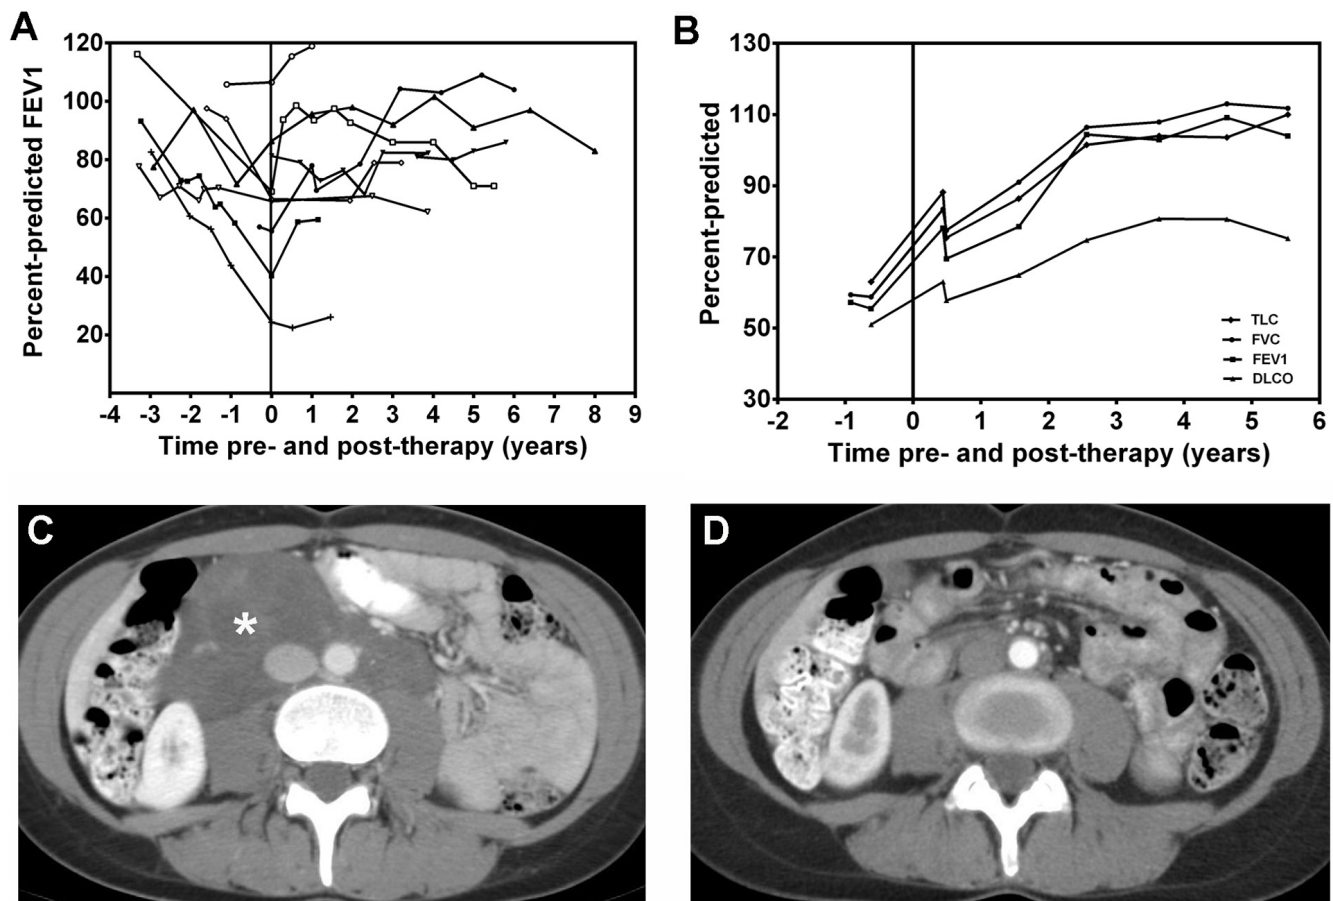 A
Percent-predicted FEV1
120
100
80
60
40
20
-4 -3 -2 -1 0 1 2 3 4 5 6 7 8 9
Time pre- and post-therapy (years)
B
Percent-predicted
130
110
90
70
50
30
TLC
FVC
FEV1
DLCO
-2 -1 0 1 2 3 4 5 6
Time pre- and post-therapy (years)
C
*
D